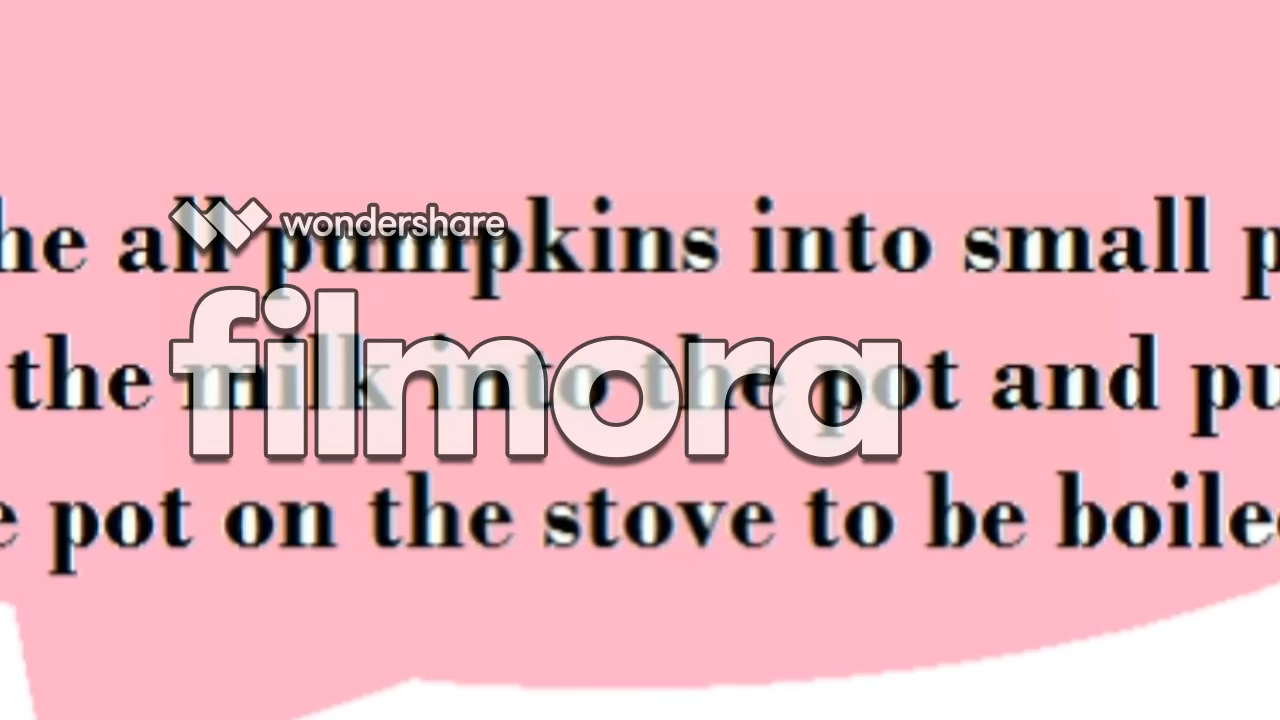 he all pumpkins into small p
wondershare
filmora
the milk into the pot and pu
e pot on the stove to be boile